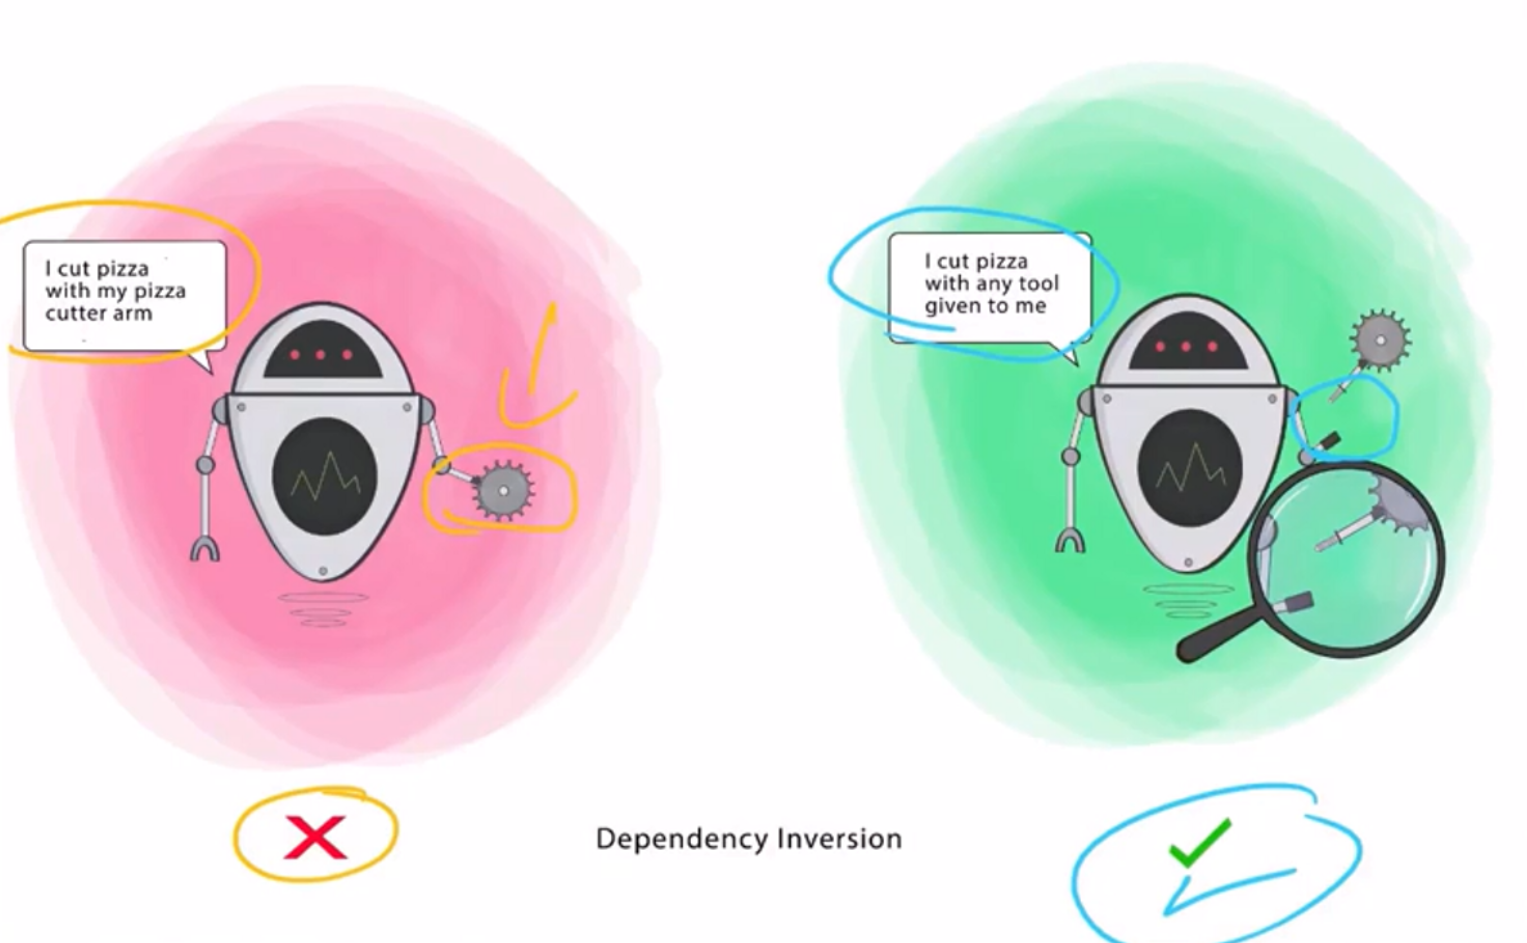 I cut pizza
with my pizza
cutter arm
I cut pizza
with any tool
given to me
Dependency Inversion